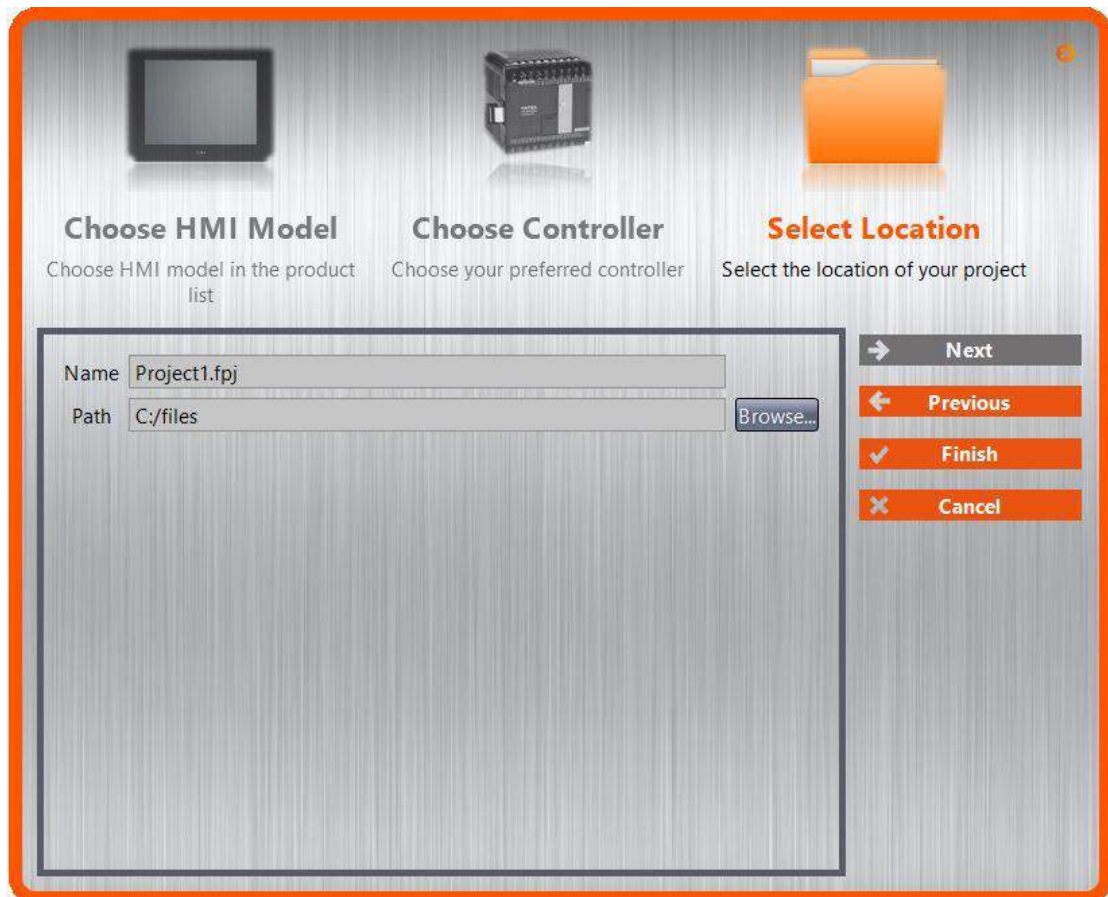 Choose HMI Model
Choose Controller
Select Location
Choose HMI model in the product
list
Choose your preferred controller
Select the location of your project
Name Project1.fpj
Path C:/files
Browse...
Next
Previous
Finish
Cancel